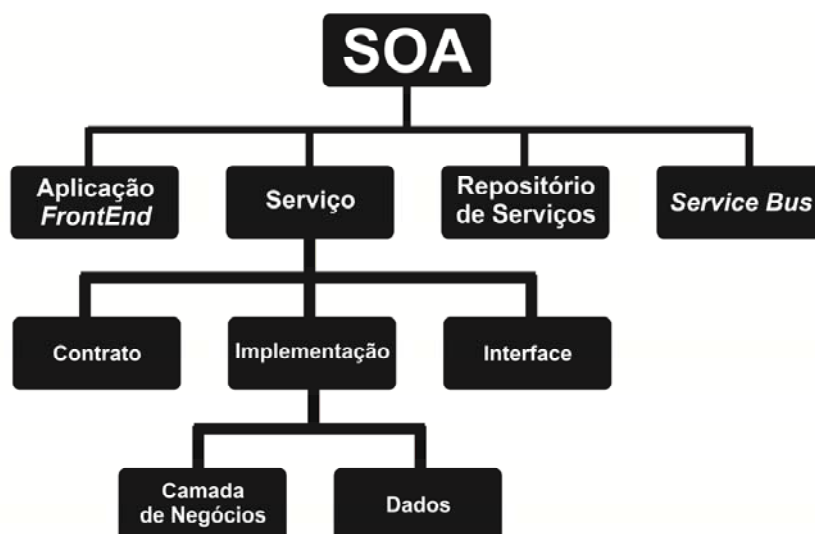 SOA
Aplicação
FrontEnd
Serviço
Repositório
de Serviços
Service Bus
Contrato
Implementação
Interface
Camada
de Negócios
Dados